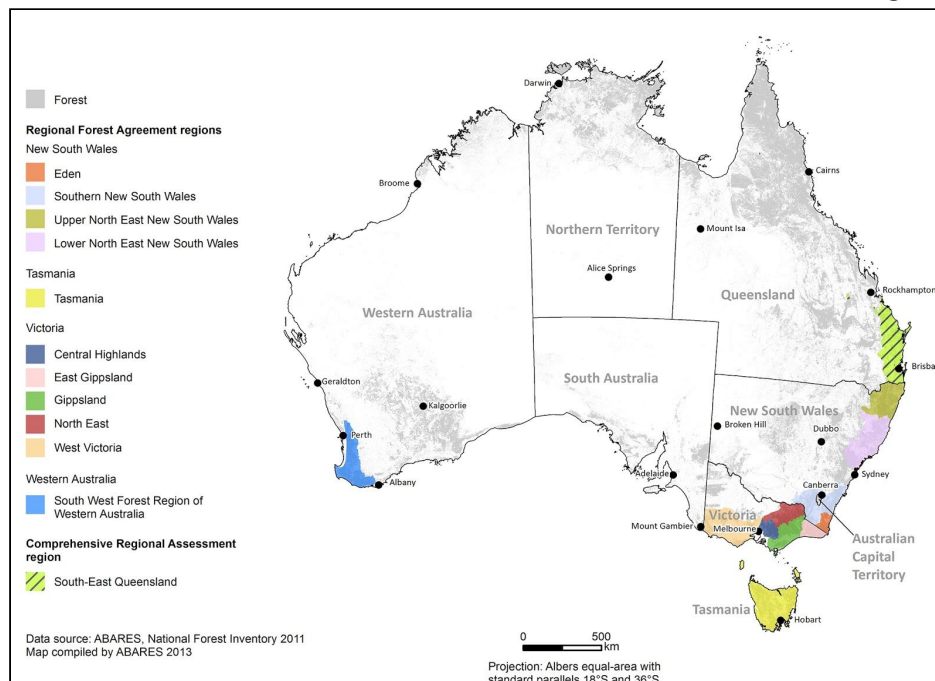 Forest
Regional Forest Agreement regions
New South Wales
Eden
Southern New South Wales
Upper North East New South Wales
Lower North East New South Wales
Tasmania
Tasmania
Victoria
Central Highlands
East Gippsland
Gippsland
North East
West Victoria
Western Australia
South West Forest Region of
Western Australia
Comprehensive Regional Assessment
region
South-East Queensland
Data source: ABARES, National Forest Inventory 2011
Map compiled by ABARES 2013
Darwin
Broome
Cairns
Mount Isa
Northern Territory
Alice Springs
Rockhampton
Queensland
Western Australia
Brisba
South Australia
Geraldton
Kalgoorlie
New South Wales
Broken Hill
Dubbo
Perth
Adelaide
Sydney
Albany
Canberra
Victoria
Mount Gambier
Melbourne
Australian
Capital
Territory
Tasmania
Hobart
0 500
km
Projection: Albers equal-area with
standard parallels 18°S and 36°S